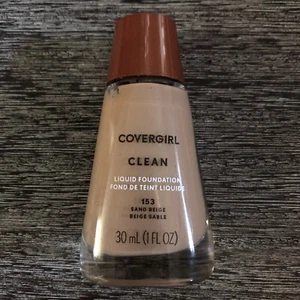 COVERGIRL
CLEAN
LIQUID FOUNDATION
FOND DE TEINT LIQUIDE
153
SAND BEIGE
BEIGE SABLE
30 mL (1 FL OZ)